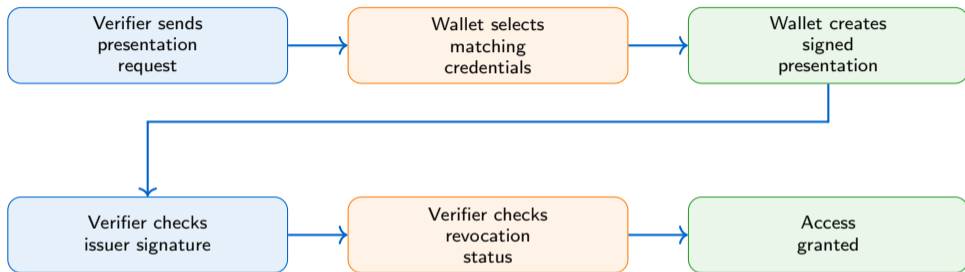 Verifier sends
presentation
request
Wallet selects
matching
credentials
Wallet creates
signed
presentation
Verifier checks
issuer signature
Verifier checks
revocation
status
Access
granted